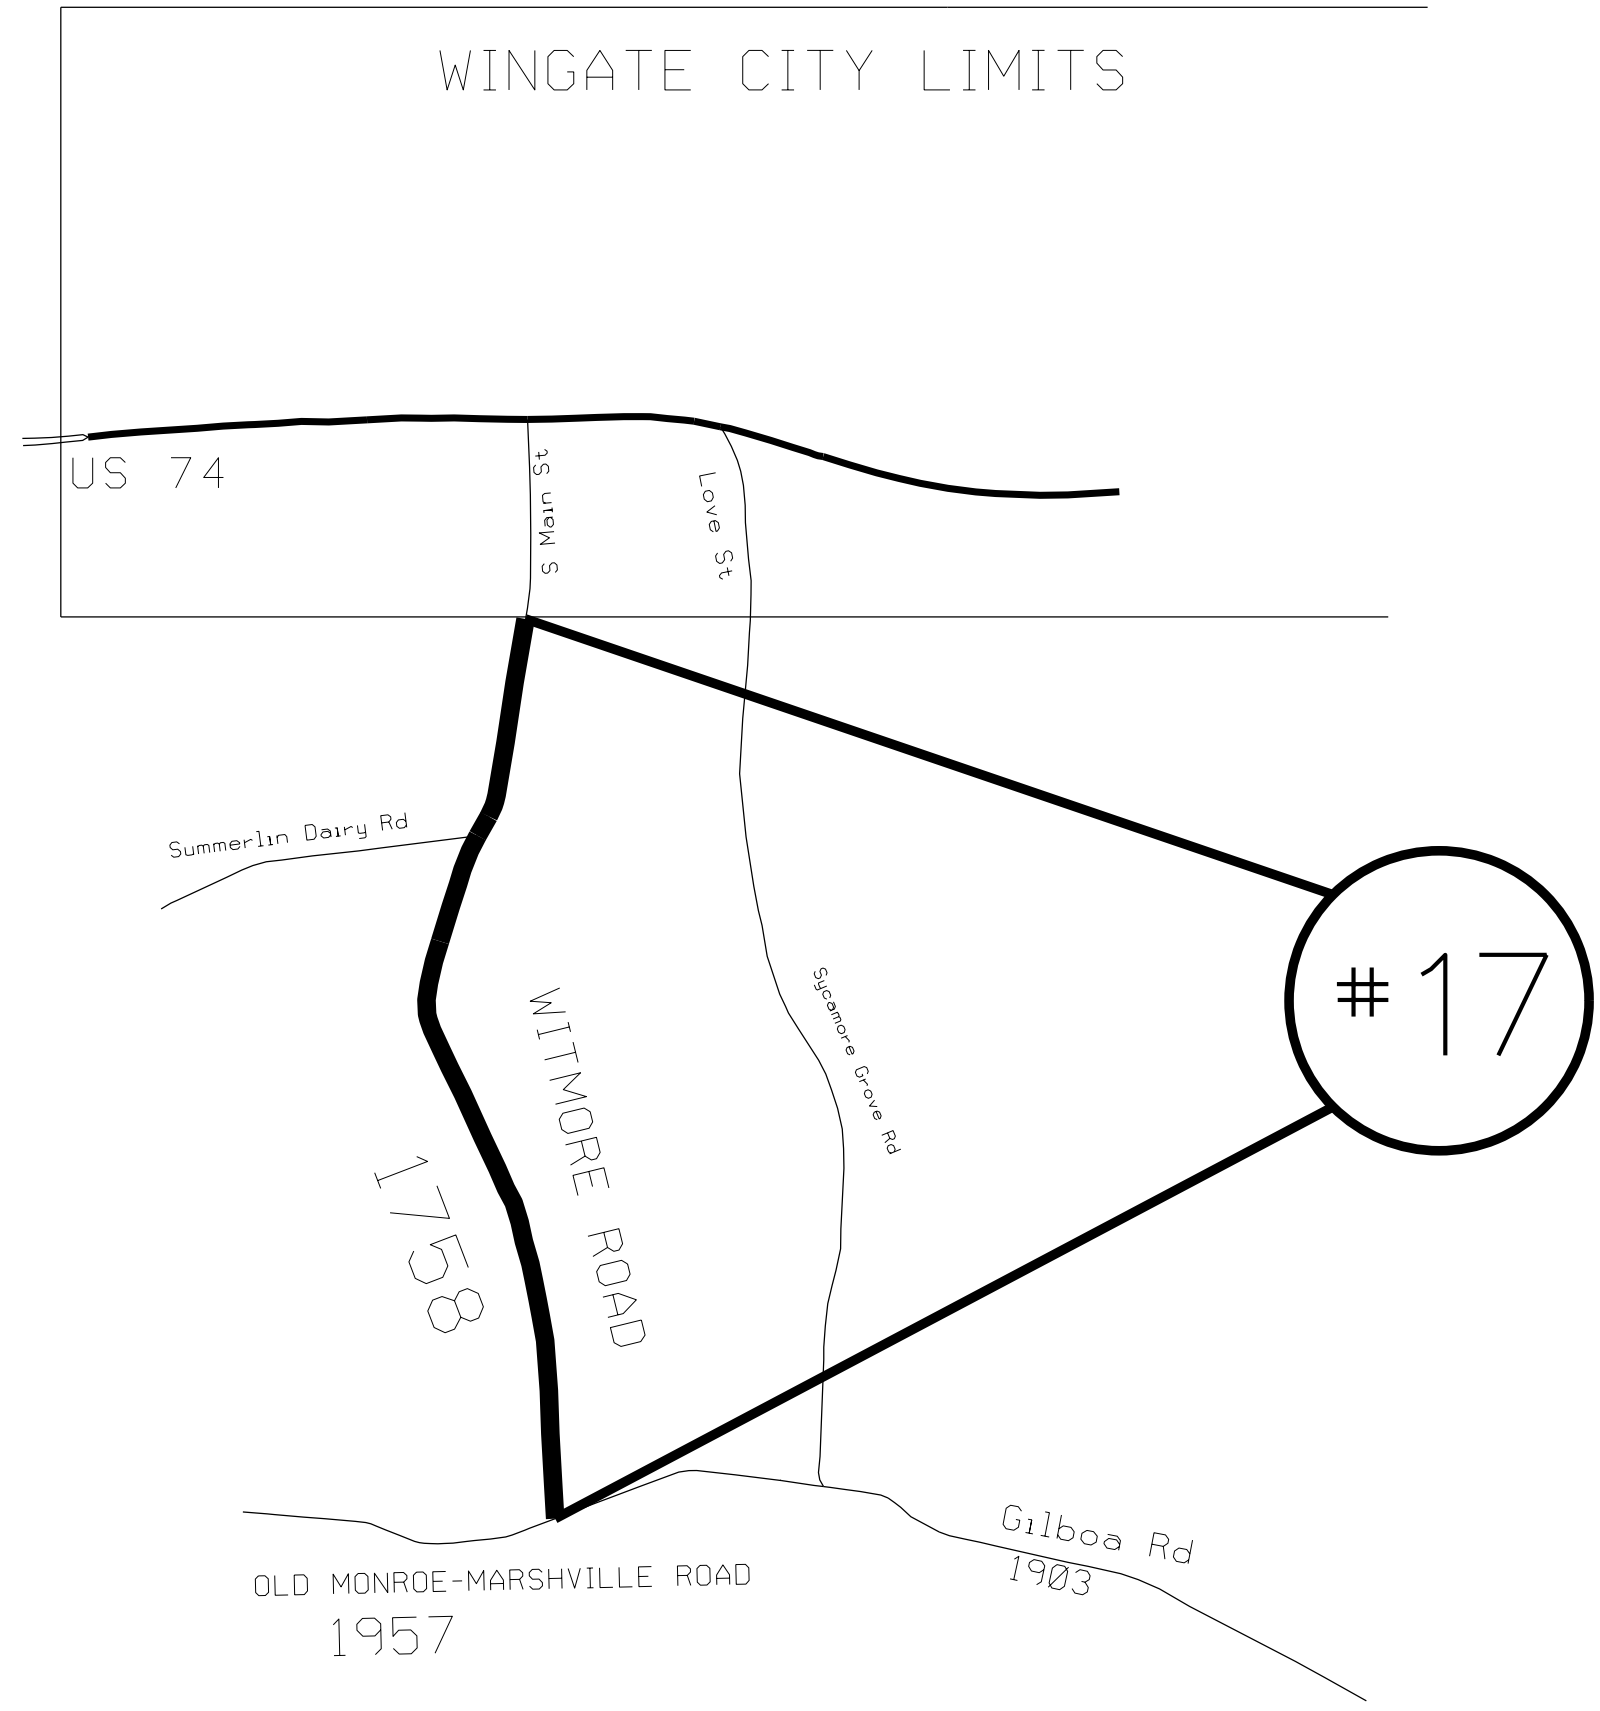 WINGATE CITY LIMITS
US 74
S Main St
Love St
Summerlin Dairy Rd
#17
Sycamore Grove Rd
WITMORE ROAD
1758
Gilboa Rd
1903
OLD MONROE-MARSHVILLE ROAD
1957